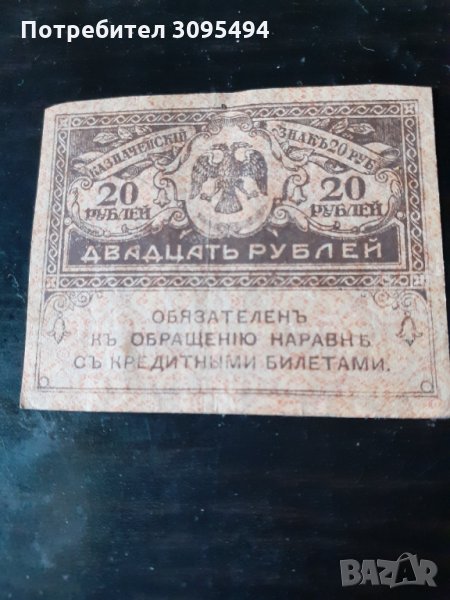 Потребител 3095494
КАЗНАЧЕЙСКІЙ ЗНАКЪ 20 РУБ.
20 20
РУБЛЕЙ РУБЛЕЙ
ДВАДЦАТЬ РУБЛЕЙ
ОБЯЗАТЕЛЕНЪ
КЪ ОБРАЩЕНІЮ НАРАВНѢ
СЪ КРЕДИТНЫМИ БИЛЕТАМИ.
BAZAR